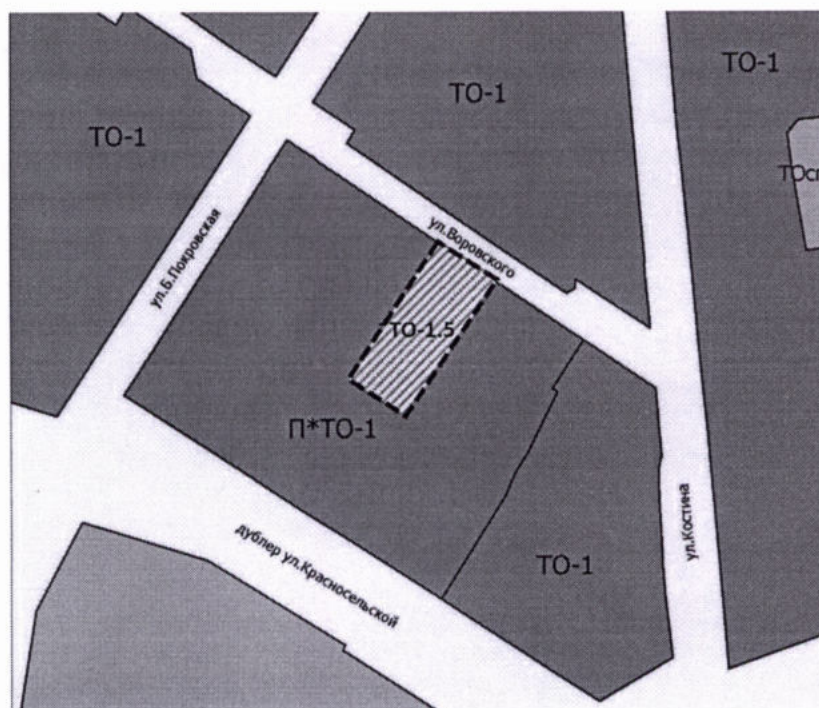 ТО-1
ТО-1
ТО-1
ТОсп
ул.Б.Покровская
ул.Воровского
ТО-1.5
П*ТО-1
ул.Костина
дублер ул.Красносельской
ТО-1